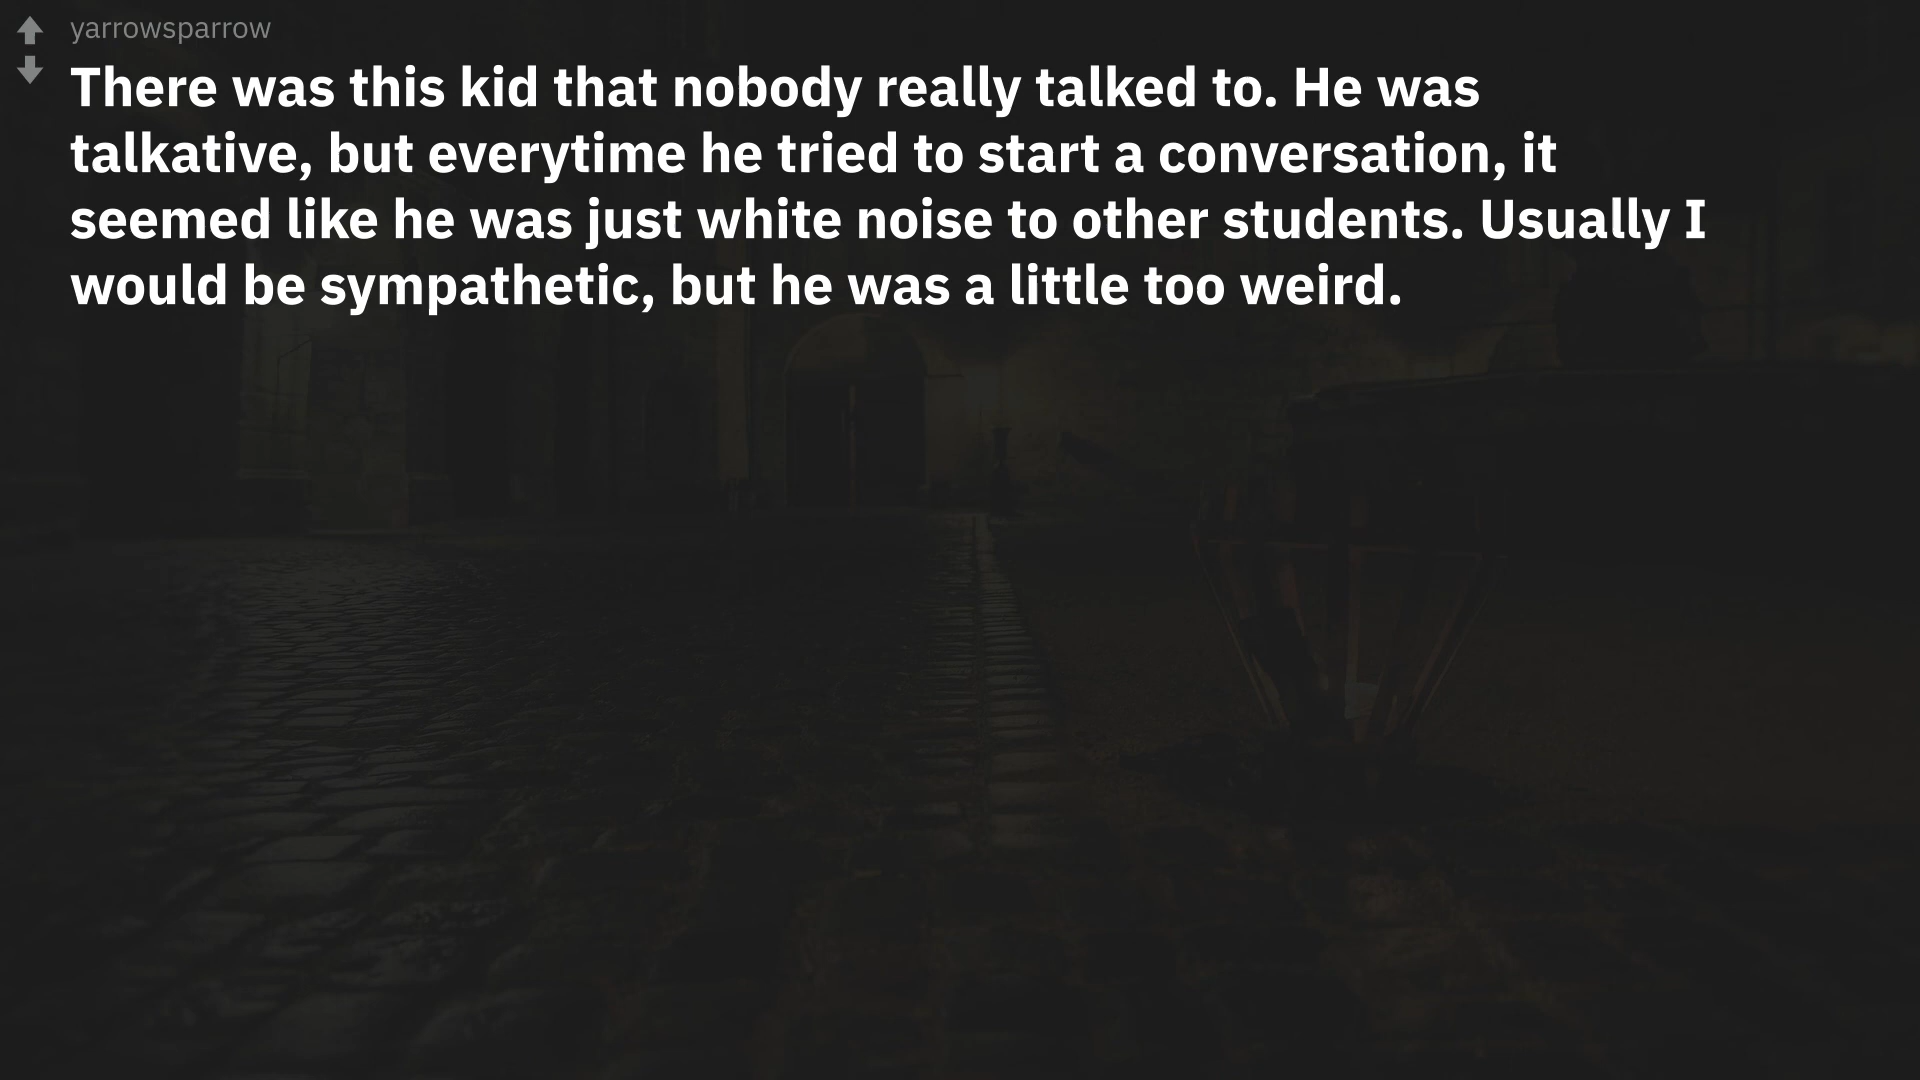 yarrowsparrow
There was this kid that nobody really talked to. He was
talkative, but everytime he tried to start a conversation, it
seemed like he was just white noise to other students. Usually I
would be sympathetic, but he was a little too weird.